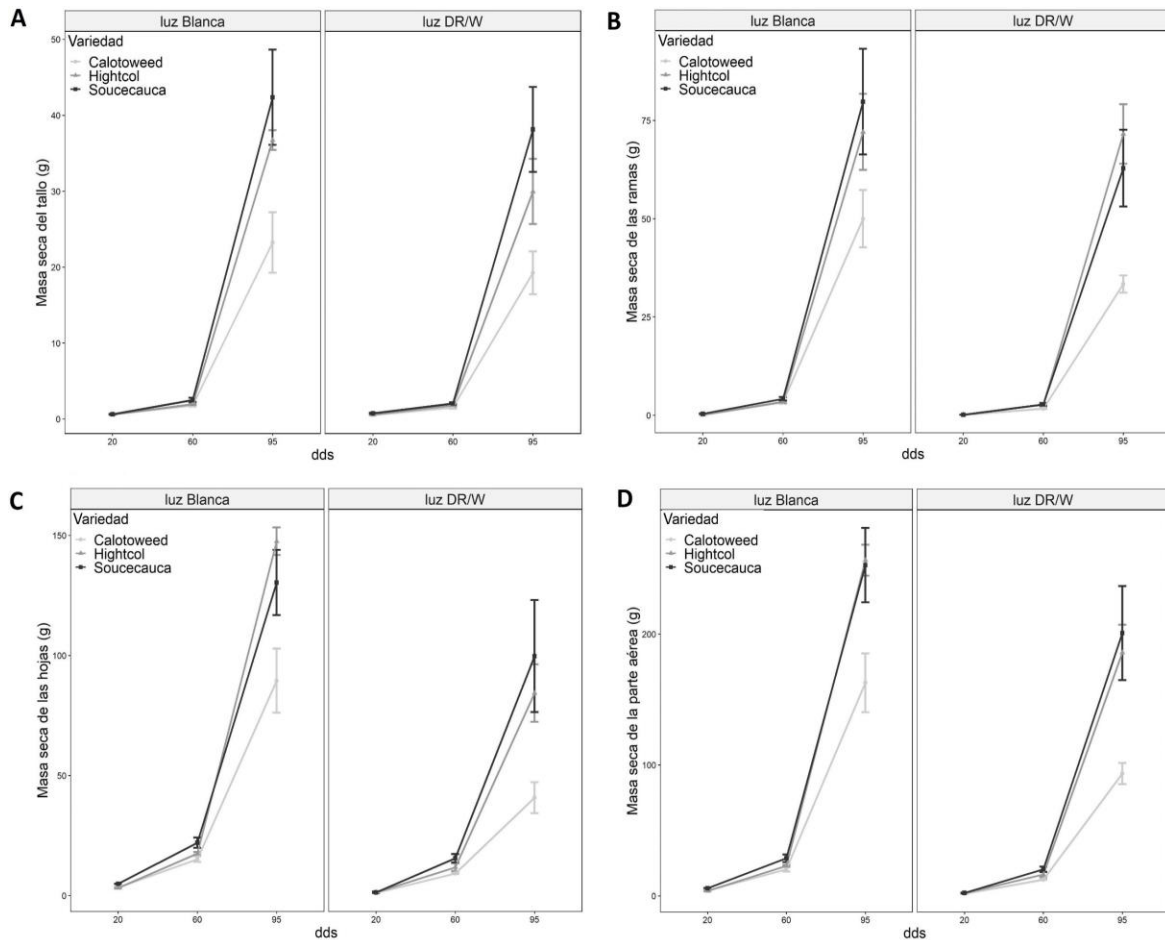 A
luz Blanca
luz DR/W
Variedad
Calotoweed
Hightcol
Soucecauca
Masa seca del tallo (g)
50
40
30
20
10
0
20
60
95
20
60
95
dds
B
luz Blanca
luz DR/W
Variedad
Calotoweed
Hightcol
Soucecauca
Masa seca de las ramas (g)
75
50
25
0
20
60
95
20
60
95
dds
C
luz Blanca
luz DR/W
Variedad
Calotoweed
Hightcol
Soucecauca
Masa seca de las hojas (g)
150
100
50
0
20
60
95
20
60
95
dds
D
luz Blanca
luz DR/W
Variedad
Calotoweed
Hightcol
Soucecauca
Masa seca de la parte aérea (g)
200
100
0
20
60
95
20
60
95
dds